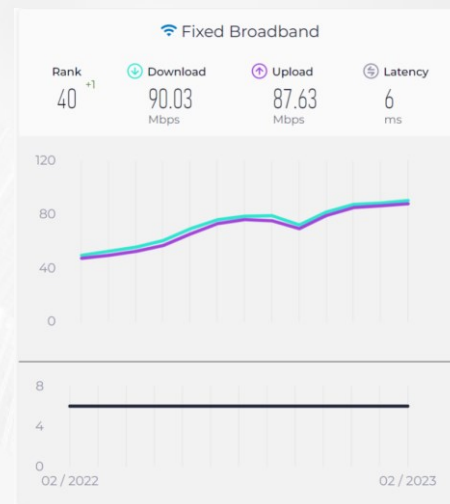 Fixed Broadband
Rank Download Upload Latency
40 +1 90.03 87.63 6
Mbps Mbps ms
120
80
40
0
8
4
0
02 / 2022 02 / 2023